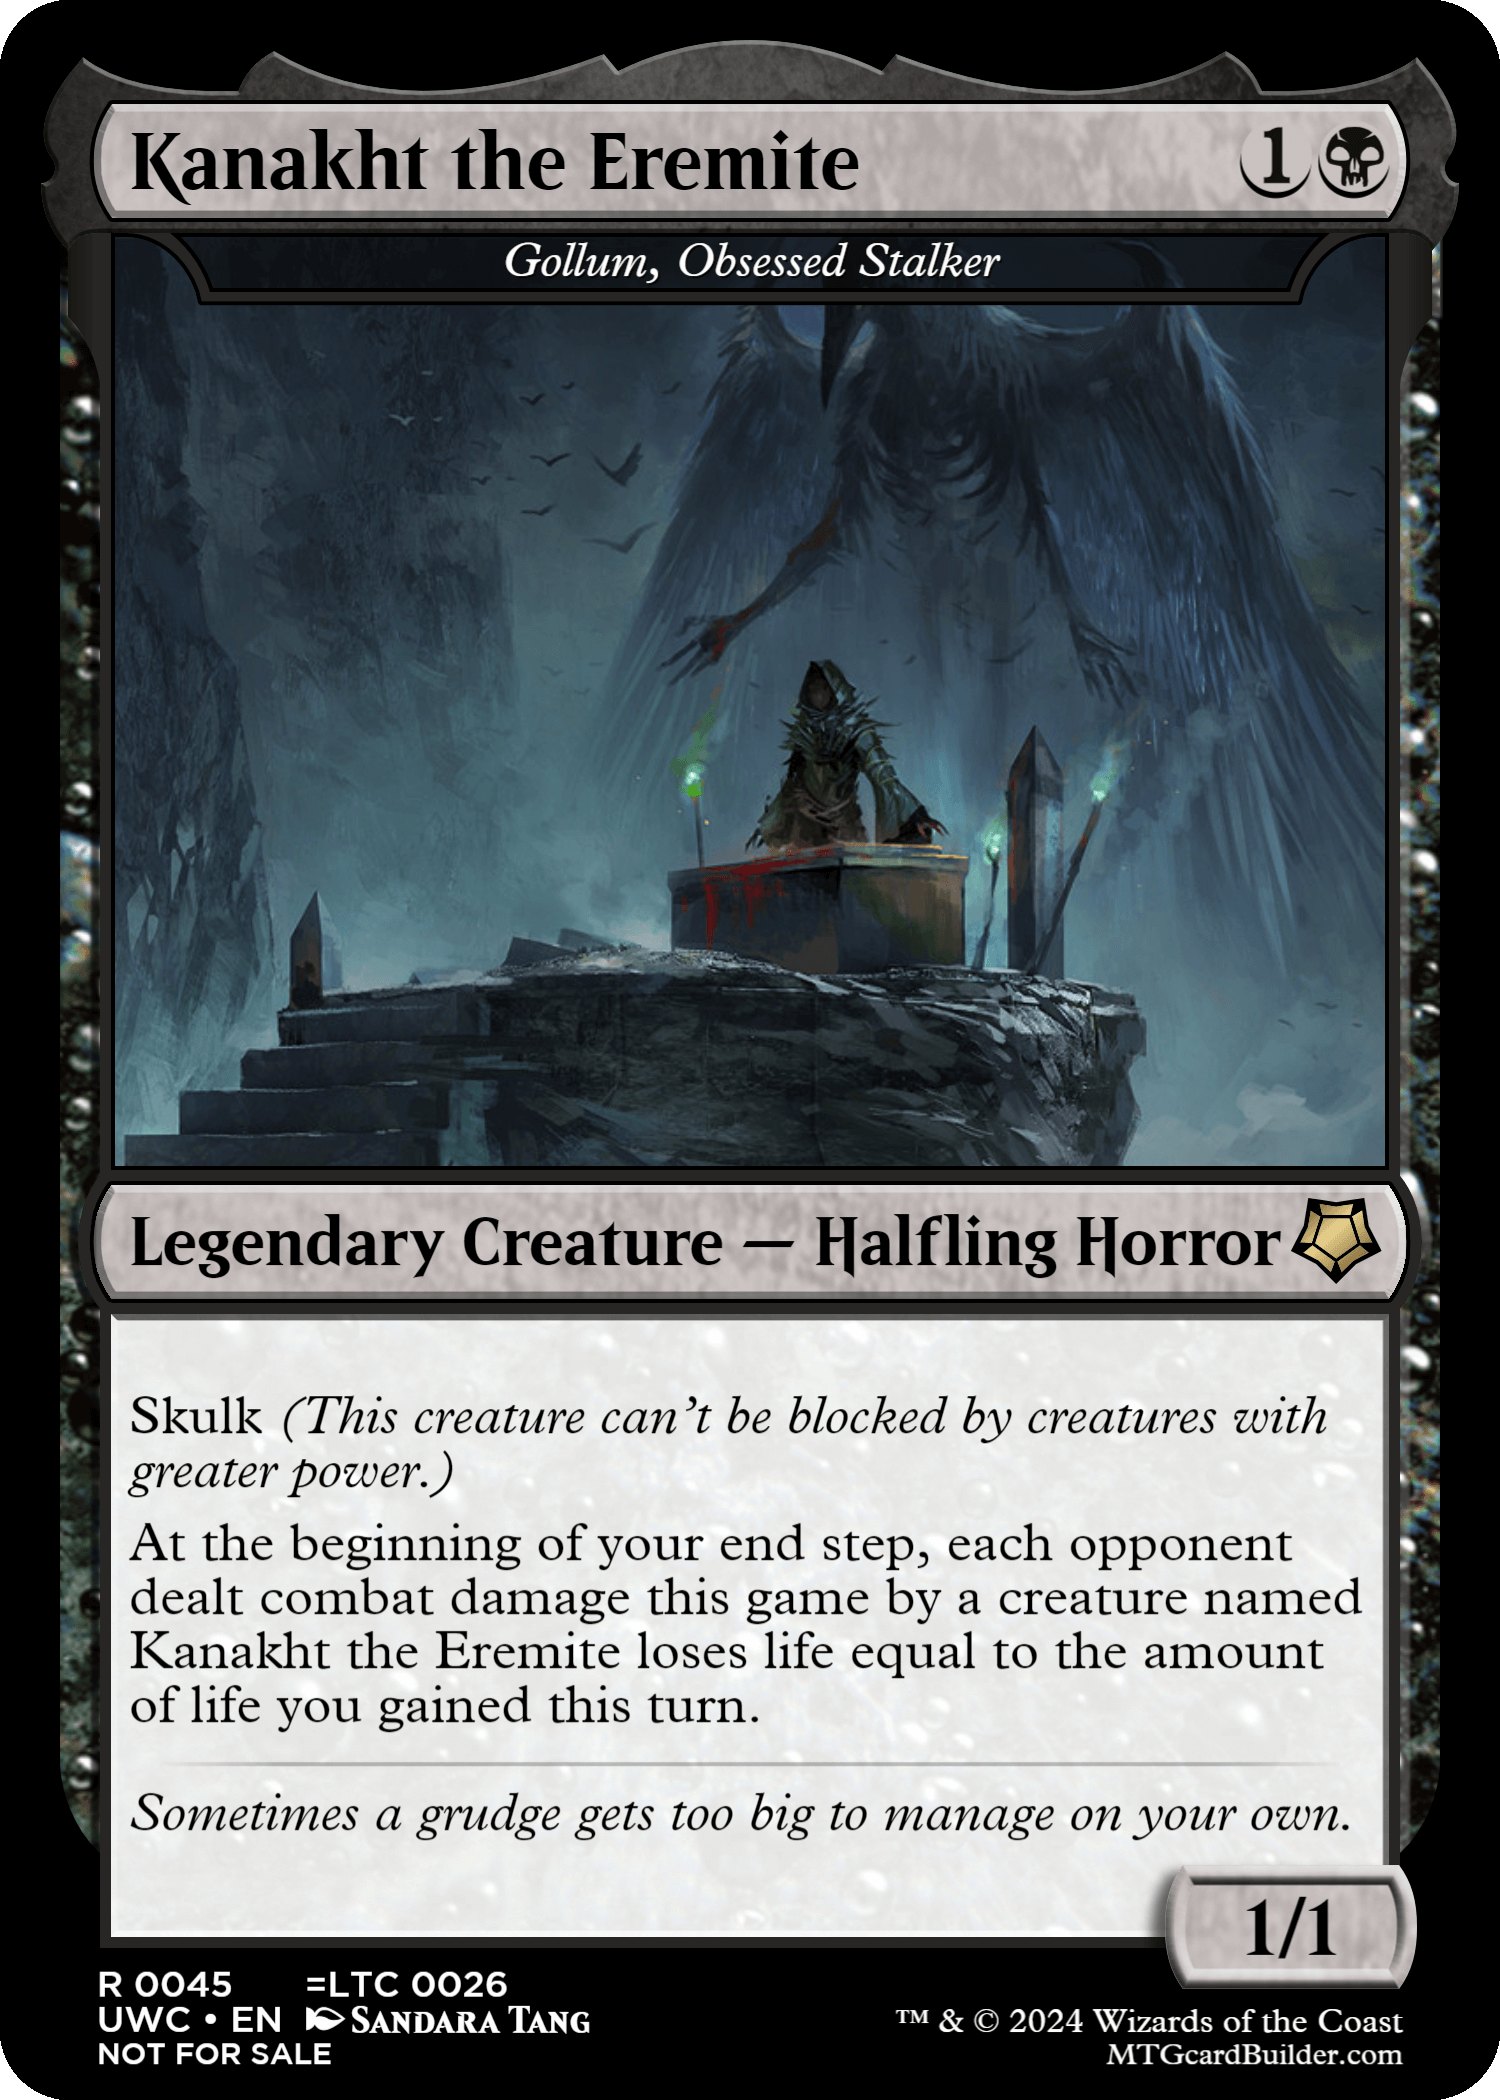 Kanakht the Eremite 1
Gollum, Obsessed Stalker
Legendary Creature — Halfling Horror
Skulk (This creature can't be blocked by creatures with
greater power.)
At the beginning of your end step, each opponent
dealt combat damage this game by a creature named
Kanakht the Eremite loses life equal to the amount
of life you gained this turn.
Sometimes a grudge gets too big to manage on your own.
1/1
R 0045 =LTC 0026
UWC • EN Sandara Tang
NOT FOR SALE
™ & © 2024 Wizards of the Coast
MTGcardBuilder.com